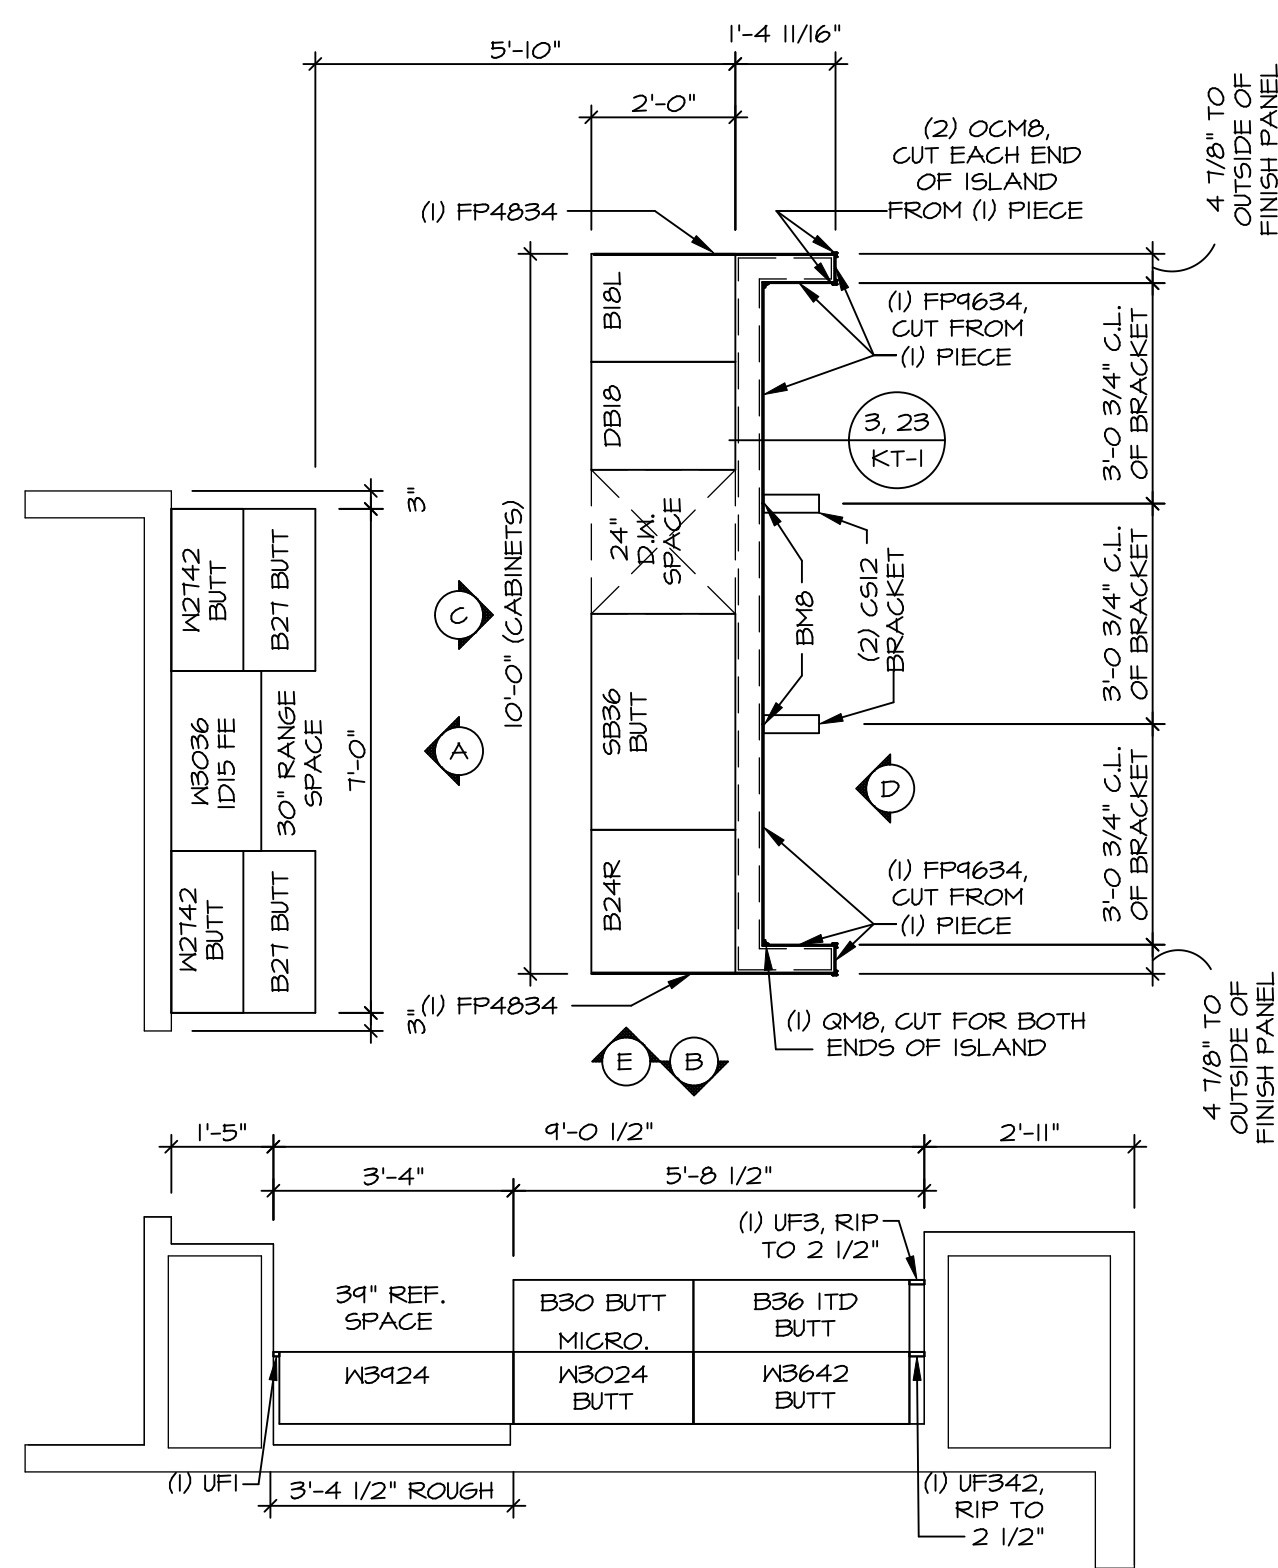 5'-10"
1'-4 11/16"
2'-0"
(2) OCM8,
CUT EACH END
OF ISLAND
FROM (1) PIECE
4 7/8" TO
OUTSIDE OF
FINISH PANEL
(1) FP4834
B18L
(1) FP9634,
CUT FROM
(1) PIECE
3'-0 3/4" C.L.
OF BRACKET
DB18
3, 23
KT-1
3"
24"
D.W.
SPACE
10'-0" (CABINETS)
W2742
BUTT
B27 BUTT
C
BM8
(2) CS12
BRACKET
3'-0 3/4" C.L.
OF BRACKET
W3036
1D15 FE
30" RANGE
SPACE
7'-0"
A
SB36
BUTT
D
3'-0 3/4" C.L.
OF BRACKET
W2742
BUTT
B27 BUTT
B24R
(1) FP9634,
CUT FROM
(1) PIECE
3"
(1) FP4834
(1) QM8, CUT FOR BOTH
ENDS OF ISLAND
4 7/8" TO
OUTSIDE OF
FINISH PANEL
E
B
1'-5"
9'-0 1/2"
2'-11"
3'-4"
5'-8 1/2"
(1) UF3, RIP
TO 2 1/2"
39" REF.
SPACE
B30 BUTT
MICRO.
B36 1TD
BUTT
W3924
W3024
BUTT
W3642
BUTT
(1) UF1
3'-4 1/2" ROUGH
(1) UF342,
RIP TO
2 1/2"